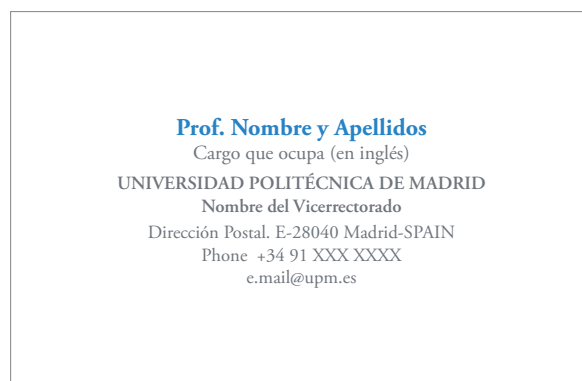 Prof. Nombre y Apellidos
Cargo que ocupa (en inglés)
UNIVERSIDAD POLITÉCNICA DE MADRID
Nombre del Vicerrectorado
Dirección Postal. E-28040 Madrid-SPAIN
Phone  +34 91 XXX XXXX
e.mail@upm.es